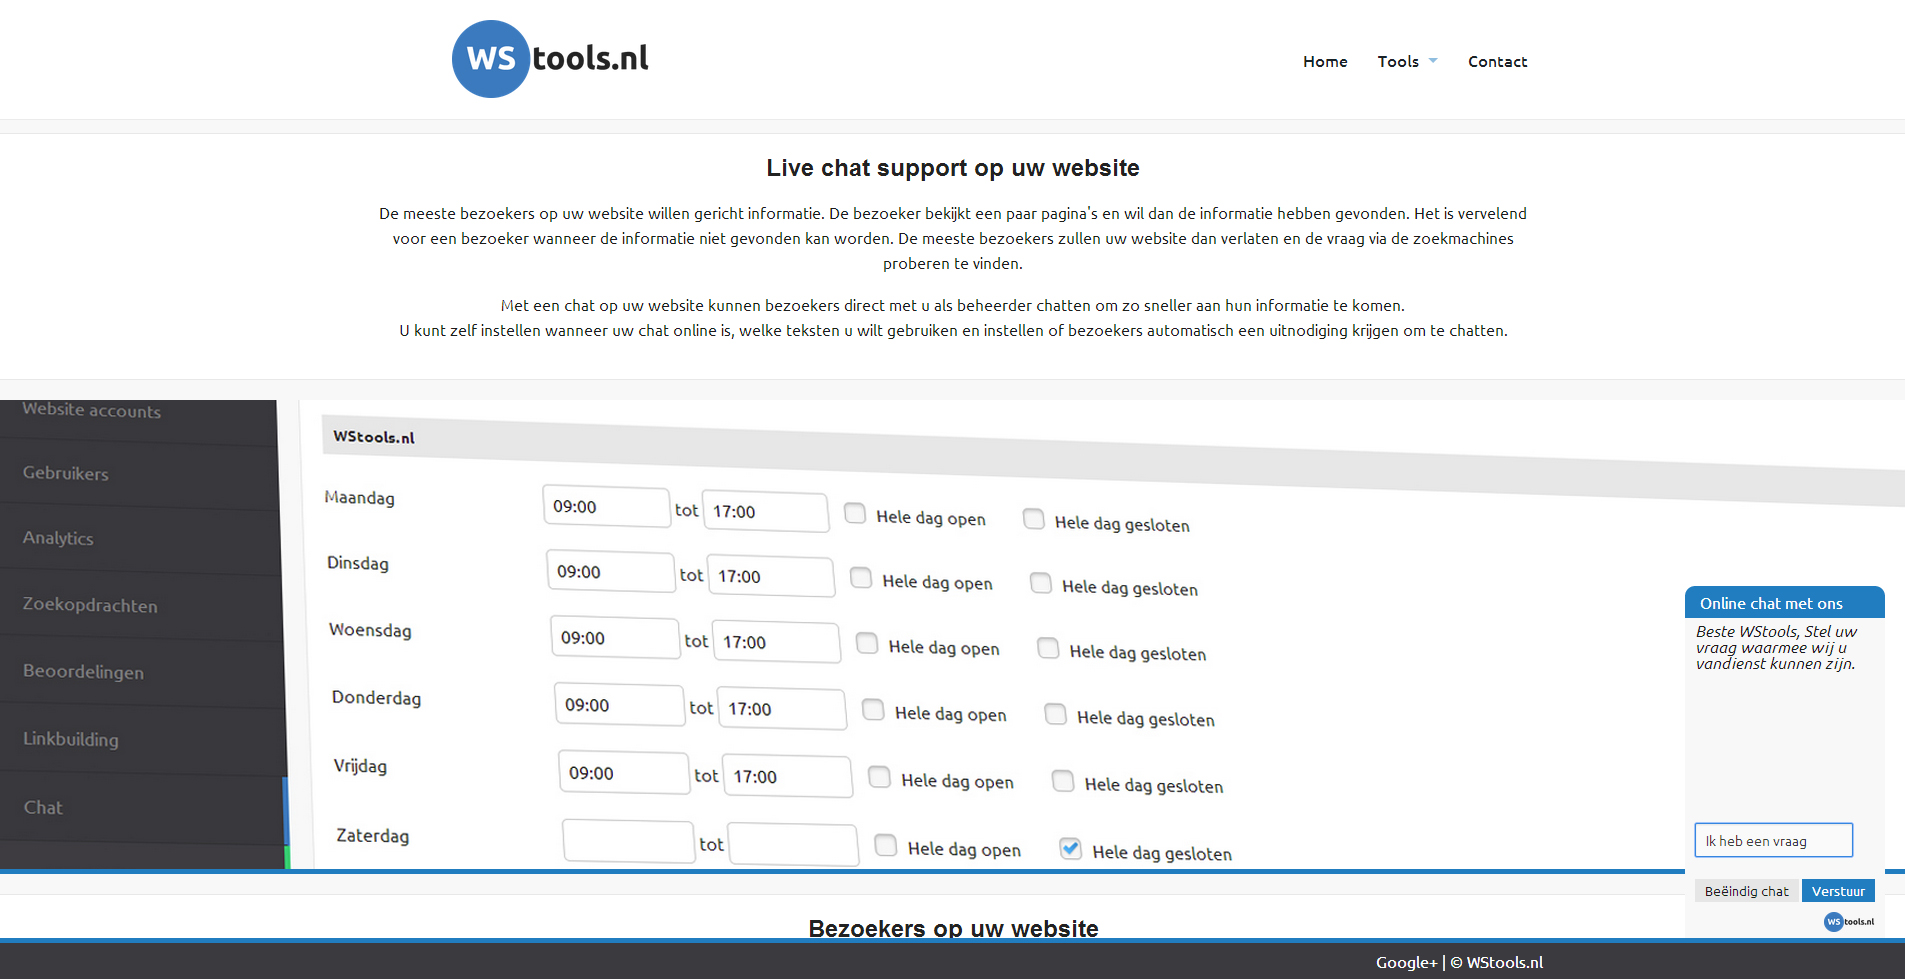 WS tools.nl
Home Tools Contact
Live chat support op uw website
De meeste bezoekers op uw website willen gericht informatie. De bezoeker bekijkt een paar pagina's en wil dan de informatie hebben gevonden. Het is vervelend
voor een bezoeker wanneer de informatie niet gevonden kan worden. De meeste bezoekers zullen uw website dan verlaten en de vraag via de zoekmachines
proberen te vinden.
Met een chat op uw website kunnen bezoekers direct met u als beheerder chatten om zo sneller aan hun informatie te komen.
U kunt zelf instellen wanneer uw chat online is, welke teksten u wilt gebruiken en instellen of bezoekers automatisch een uitnodiging krijgen om te chatten.
Website accounts
Gebruikers
Analytics
Zoekopdrachten
Beoordelingen
Linkbuilding
Chat
WStools.nl
Maandag 09:00 tot 17:00 Hele dag open Hele dag gesloten
Dinsdag 09:00 tot 17:00 Hele dag open Hele dag gesloten
Woensdag 09:00 tot 17:00 Hele dag open Hele dag gesloten
Donderdag 09:00 tot 17:00 Hele dag open Hele dag gesloten
Vrijdag 09:00 tot 17:00 Hele dag open Hele dag gesloten
Zaterdag tot Hele dag open Hele dag gesloten
Online chat met ons
Beste WStools, Stel uw
vraag waarmee wij u
vandienst kunnen zijn.
Ik heb een vraag
Beëindig chat Verstuur
WS tools.nl
Bezoekers op uw website
Google+ | © WStools.nl